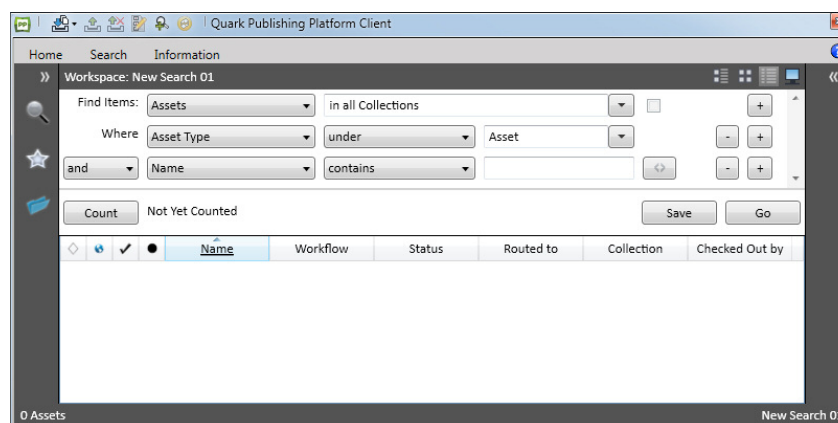 PP Quark Publishing Platform Client
Home Search Information
Workspace: New Search 01
Find Items: Assets in all Collections +
Where Asset Type under Asset - +
and Name contains <> - +
Count Not Yet Counted Save Go
Name Workflow Status Routed to Collection Checked Out by
0 Assets New Search 0